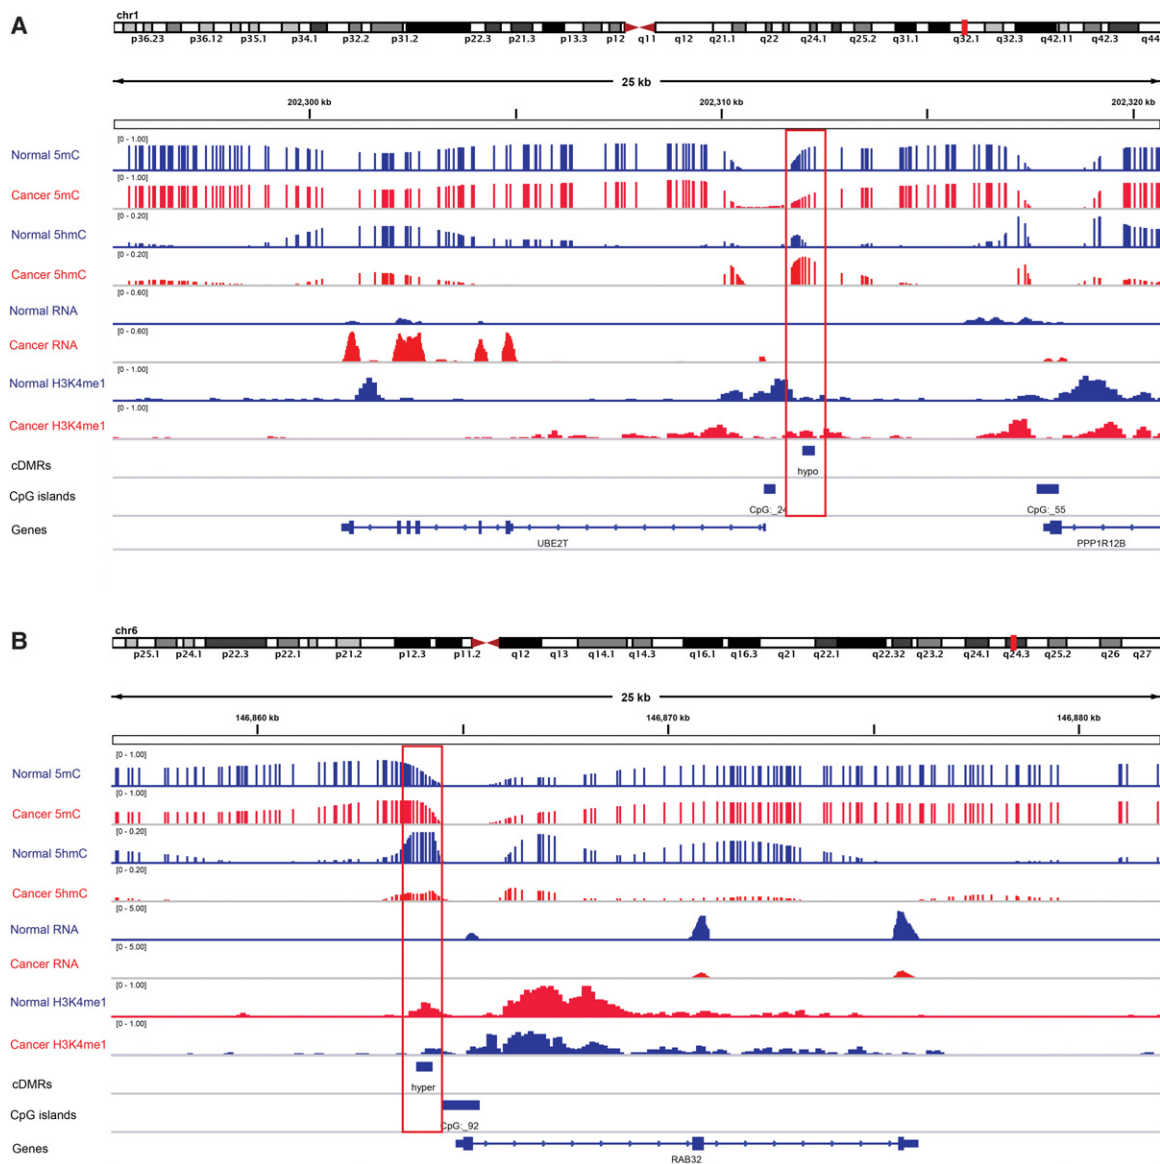 A
chr1
p36.23 p36.12 p35.1 p34.1 p32.2 p31.2 p22.3 p21.3 p13.3 p12 q11 q12 q21.1 q22 q24.1 q25.2 q31.1 q32.1 q32.3 q42.11 q42.3 q44
25 kb
202,300 kb 202,310 kb 202,320 kb
[0 - 1.00]
Normal 5mC
[0 - 1.00]
Cancer 5mC
[0 - 0.20]
Normal 5hmC
[0 - 0.20]
Cancer 5hmC
[0 - 0.60]
Normal RNA
[0 - 0.60]
Cancer RNA
[0 - 1.00]
Normal H3K4me1
[0 - 1.00]
Cancer H3K4me1
cDMRs
hypo
CpG islands
CpG:_24 CpG:_55
Genes
UBE2T PPP1R12B
B
chr6
p25.1 p24.1 p22.3 p22.1 p21.2 p12.3 p11.2 q12 q13 q14.1 q14.3 q16.1 q16.3 q21 q22.1 q22.32 q23.2 q24.1 q24.3 q25.2 q26 q27
25 kb
146,860 kb 146,870 kb 146,880 kb
[0 - 1.00]
Normal 5mC
[0 - 1.00]
Cancer 5mC
[0 - 0.20]
Normal 5hmC
[0 - 0.20]
Cancer 5hmC
[0 - 5.00]
Normal RNA
[0 - 5.00]
Cancer RNA
[0 - 1.00]
Normal H3K4me1
[0 - 1.00]
Cancer H3K4me1
cDMRs
hyper
CpG islands
CpG:_92
Genes
RAB32